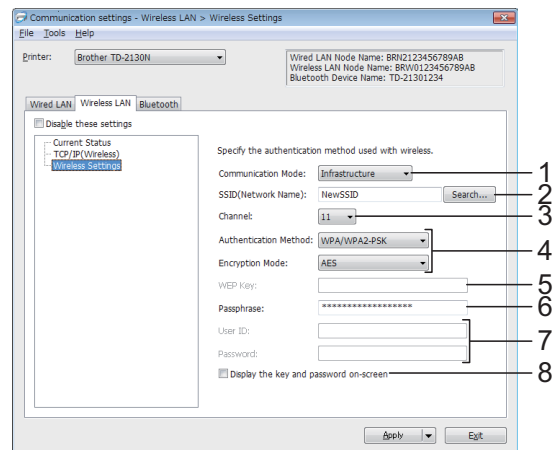 Communication settings - Wireless LAN > Wireless Settings
File Tools Help
Printer: Brother TD-2130N
Wired LAN Node Name: BRN2123456789AB
Wireless LAN Node Name: BRW0123456789AB
Bluetooth Device Name: TD-21301234
Wired LAN Wireless LAN Bluetooth
Disable these settings
Current Status
TCP/IP(Wireless)
Wireless Settings
Specify the authentication method used with wireless.
Communication Mode: Infrastructure 1
SSID(Network Name): NewSSID Search... 2
Channel: 11 3
Authentication Method: WPA/WPA2-PSK
4
Encryption Mode: AES
WEP Key: 5
Passphrase: ****************** 6
User ID:
7
Password:
Display the key and password on-screen 8
Apply Exit